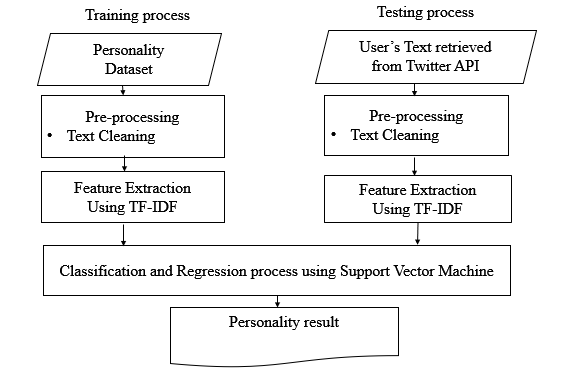 Training process
Personality
Dataset
Pre-processing
• Text Cleaning
Feature Extraction
Using TF-IDF
Testing process
User's Text retrieved
from Twitter API
Pre-processing
• Text Cleaning
Feature Extraction
Using TF-IDF
Classification and Regression process using Support Vector Machine
Personality result